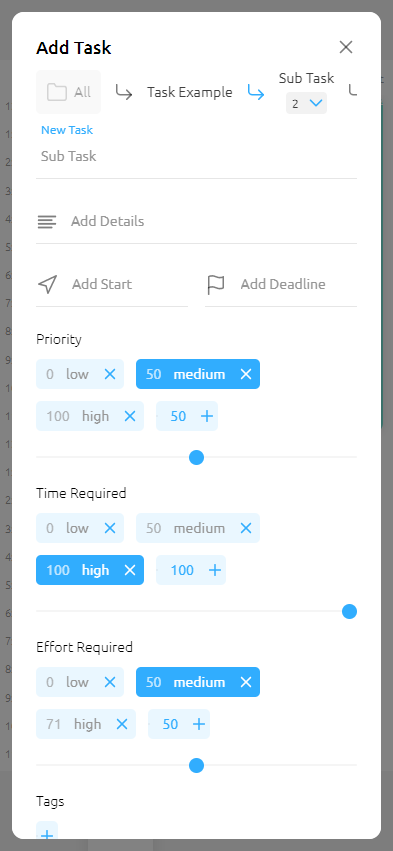 Add Task
All
Task Example
Sub Task
2
New Task
Sub Task
Add Details
Add Start
Add Deadline
Priority
0 low
50 medium
100 high
50
Time Required
0 low
50 medium
100 high
100
Effort Required
0 low
50 medium
71 high
50
Tags